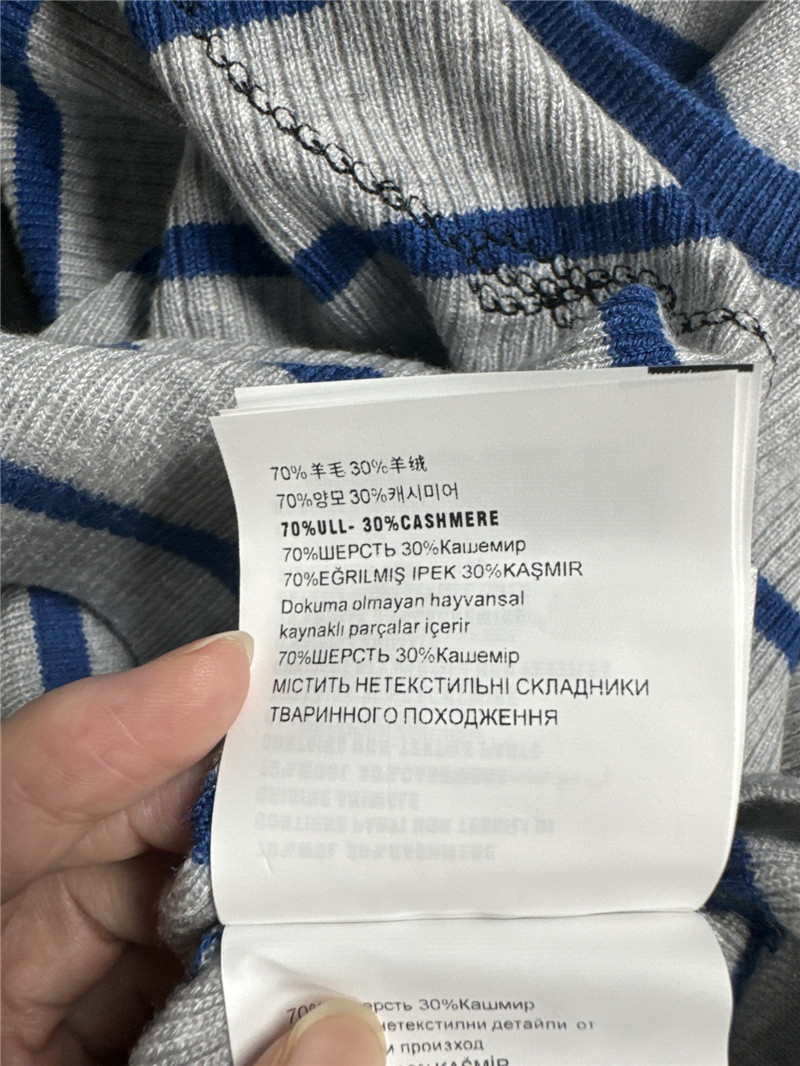 70%羊毛 30%羊绒
70%양모 30%캐시미어
70%ULL- 30%CASHMERE
70%ШЕРСТЬ 30%Кашемир
70%EĞRILMIŞ IPEK 30%KAŞMIR
Dokuma olmayan hayvansal
kaynaklı parçalar içerir
70%ШЕРСТЬ 30%Кашемір
МІСТИТЬ НЕТЕКСТИЛЬНІ СКЛАДНИКИ
ТВАРИННОГО ПОХОДЖЕННЯ
30%Кашмир
детайли от
произход